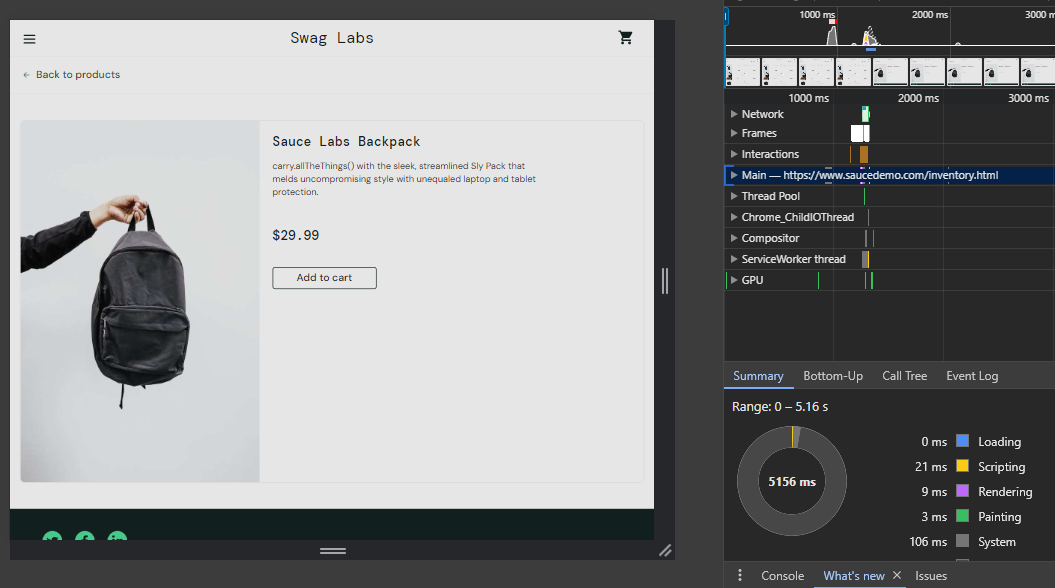 Swag Labs
← Back to products
Sauce Labs Backpack
carry.allTheThings() with the sleek, streamlined Sly Pack that
melds uncompromising style with unequaled laptop and tablet
protection.
$29.99
Add to cart
1000 ms 2000 ms 3000 m
1000 ms 2000 ms 3000 ms
Network
Frames
Interactions
Main — https://www.saucedemo.com/inventory.html
Thread Pool
Chrome_ChildIOThread
Compositor
ServiceWorker thread
GPU
Summary Bottom-Up Call Tree Event Log
Range: 0 – 5.16 s
5156 ms
0 ms Loading
21 ms Scripting
9 ms Rendering
3 ms Painting
106 ms System
Console What's new × Issues